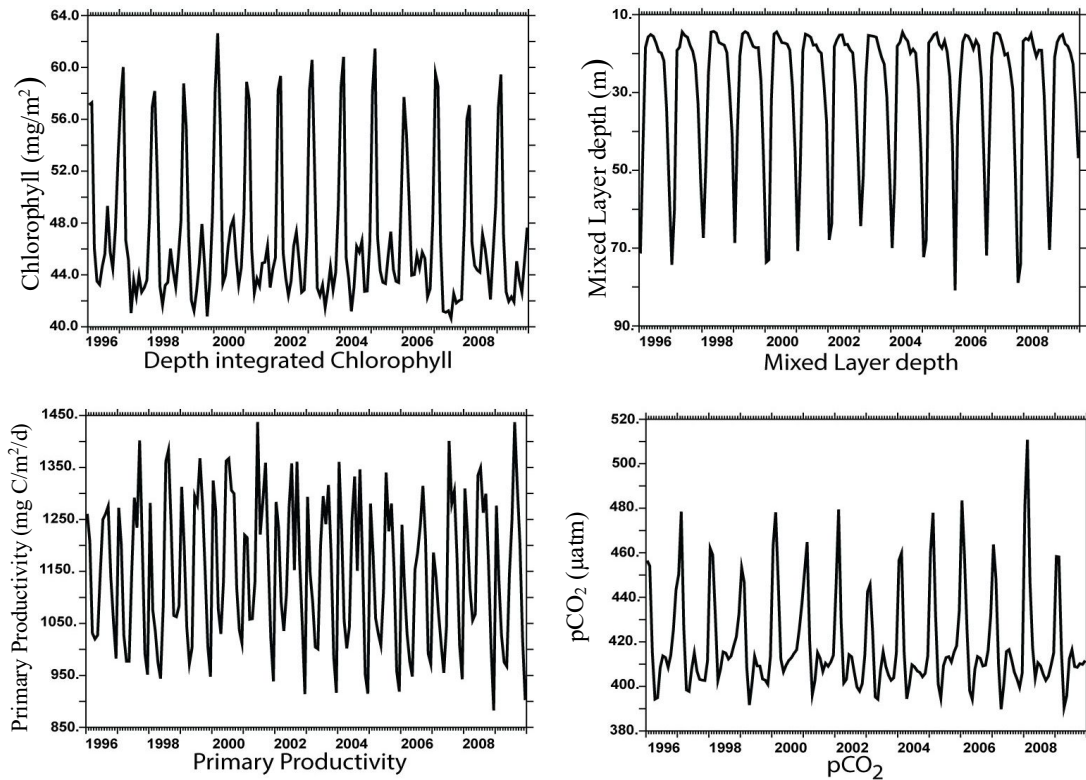 Chlorophyll (mg/m2)
64.0
60.0
56.0
52.0
48.0
44.0
40.0
1996 1998 2000 2002 2004 2006 2008
Depth integrated Chlorophyll
Mixed Layer depth (m)
10.
30.
50.
70.
90.
1996 1998 2000 2002 2004 2006 2008
Mixed Layer depth
Primary Productivity (mg C/m2/d)
1450.
1350.
1250.
1150.
1050.
950.
850.
1996 1998 2000 2002 2004 2006 2008
Primary Productivity
pCO2 (µatm)
520.
500.
480.
460.
440.
420.
400.
380.
1996 1998 2000 2002 2004 2006 2008
pCO2